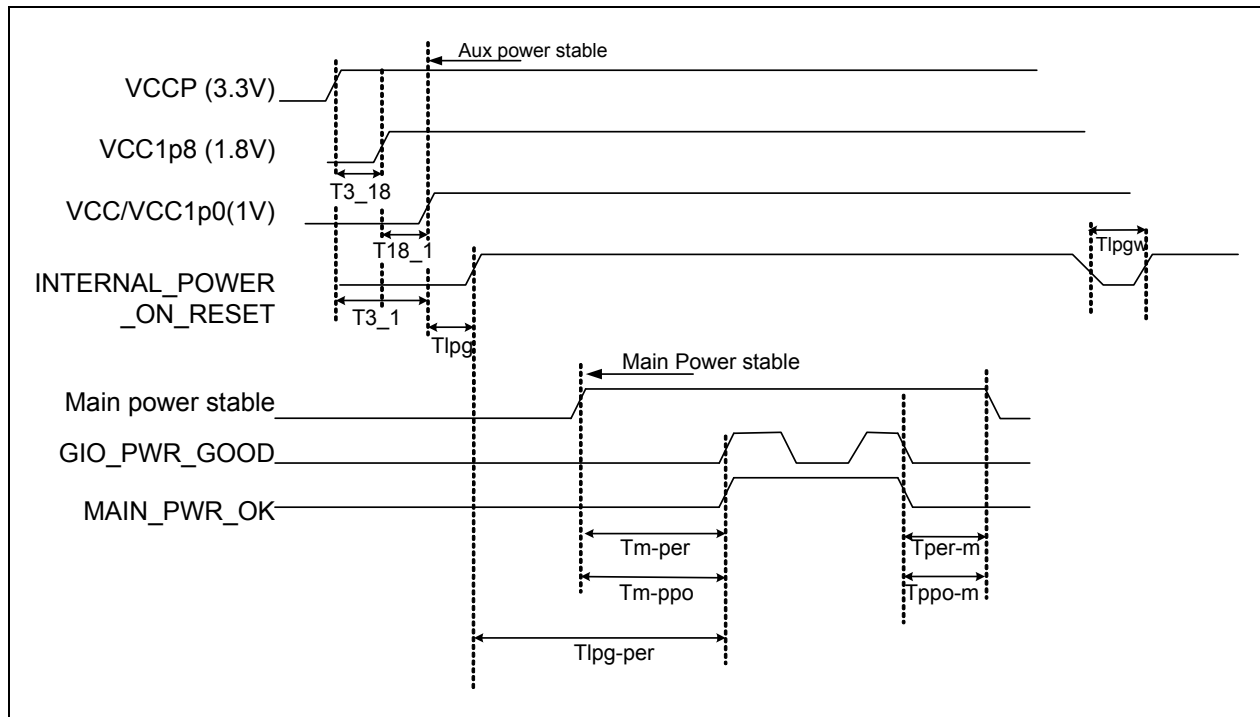 Aux power stable
VCCP (3.3V)
VCC1p8 (1.8V)
T3_18
VCC/VCC1p0(1V)
T18_1
Tlpgw
INTERNAL_POWER
_ON_RESET
T3_1
Tlpg
Main Power stable
Main power stable
GIO_PWR_GOOD
MAIN_PWR_OK
Tm-per
Tper-m
Tm-ppo
Tppo-m
Tlpg-per